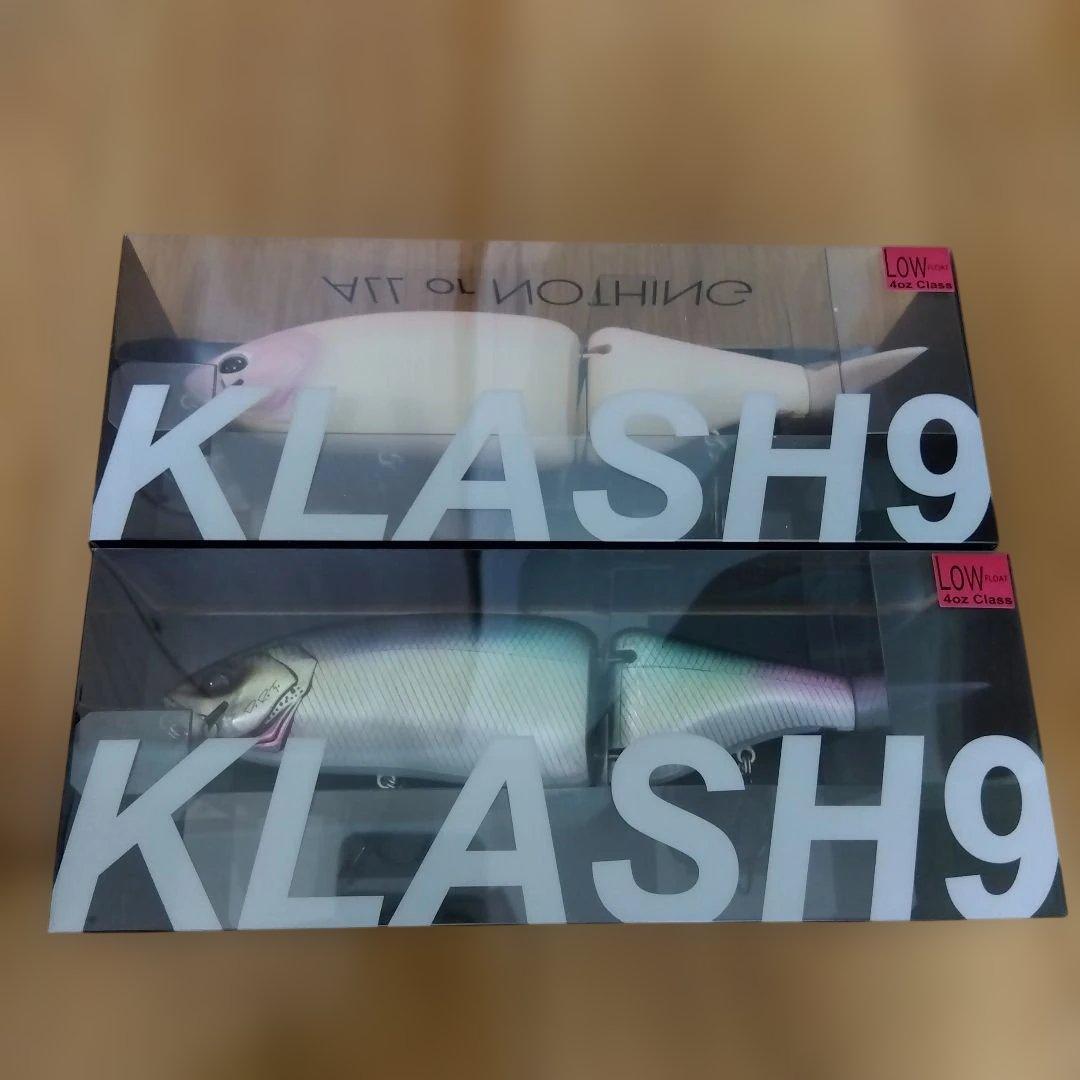 LOW FLOAT
4oz Class
ALL or NOTHING
KLASH9
LOW FLOAT
4oz Class
KLASH9